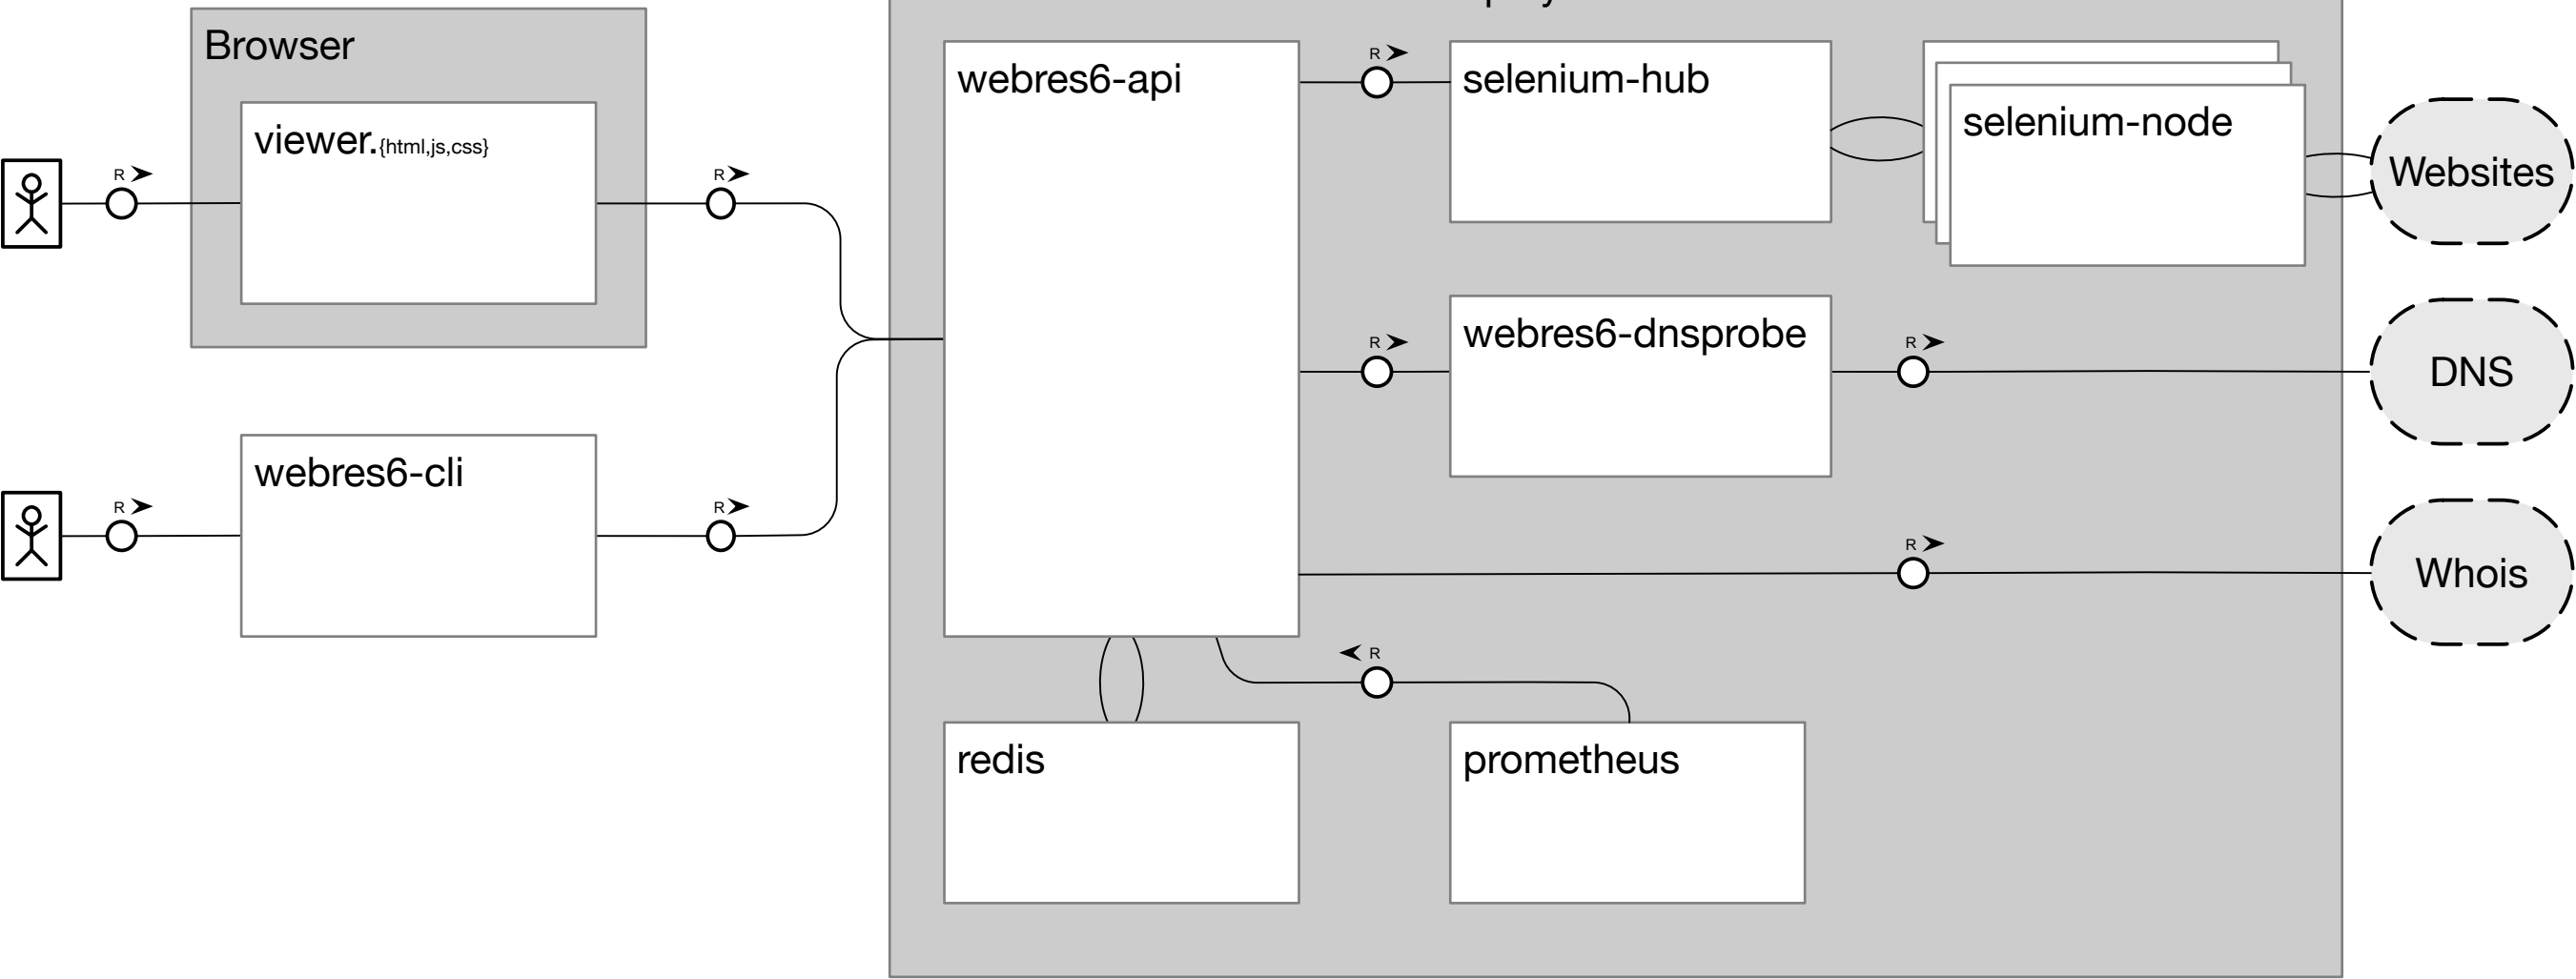 Browser
viewer.{html,js,css}
R
R
webres6-cli
R
R
webres6-api
R
selenium-hub
selenium-node
Websites
R
webres6-dnsprobe
R
DNS
R
Whois
R
redis
prometheus